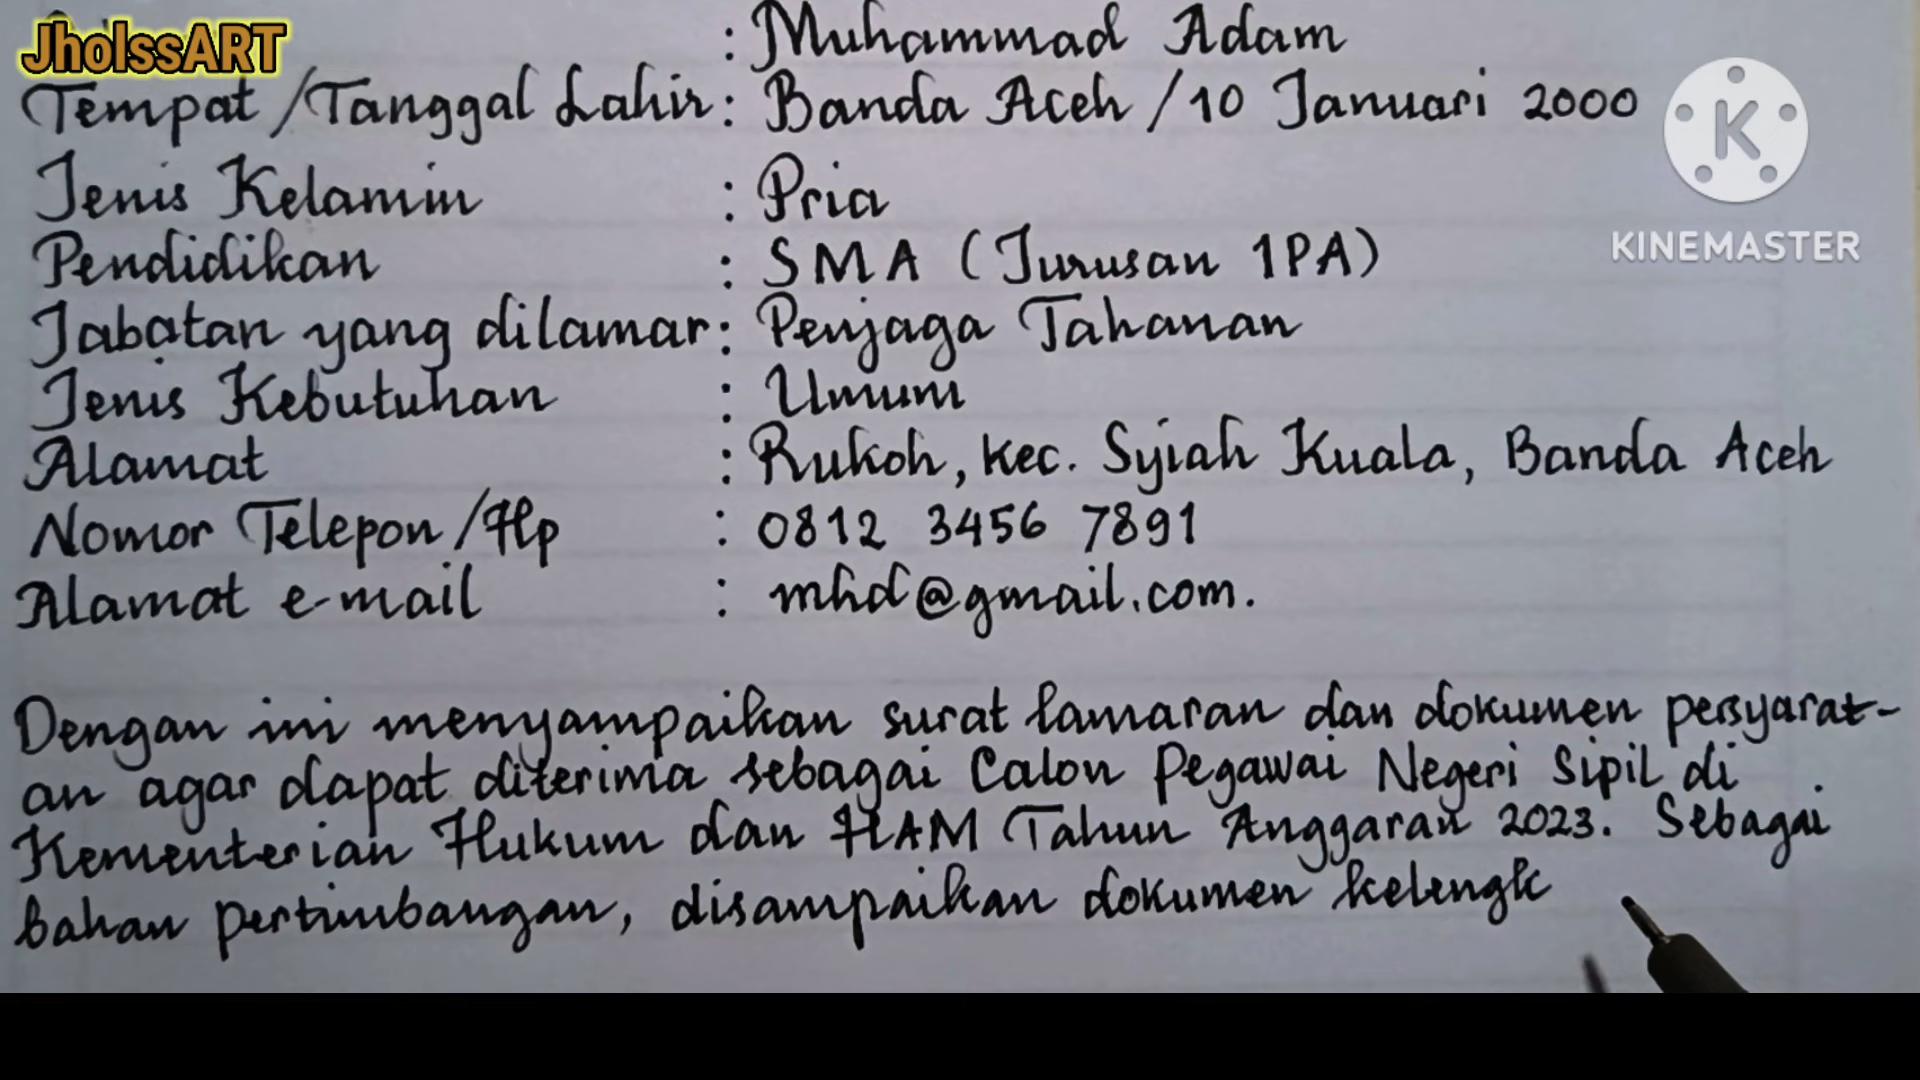 JholssART
: Muhammad Adam
Tempat/Tanggal Lahir : Banda Aceh/10 Januari 2000
Jenis Kelamin : Pria
Pendidikan : SMA (Jurusan IPA)
Jabatan yang dilamar : Penjaga Tahanan
Jenis Kebutuhan : Umum
Alamat : Rukoh, Kec. Syiah Kuala, Banda Aceh
Nomor Telepon/Hp : 0812 3456 7891
Alamat e-mail : mhd@gmail.com.
KINEMASTER
Dengan ini menyampaikan surat lamaran dan dokumen persyarat-
an agar dapat diterima sebagai Calon Pegawai Negeri Sipil di
Kementerian Hukum dan HAM Tahun Anggaran 2023. Sebagai
bahan pertimbangan, disampaikan dokumen kelengk